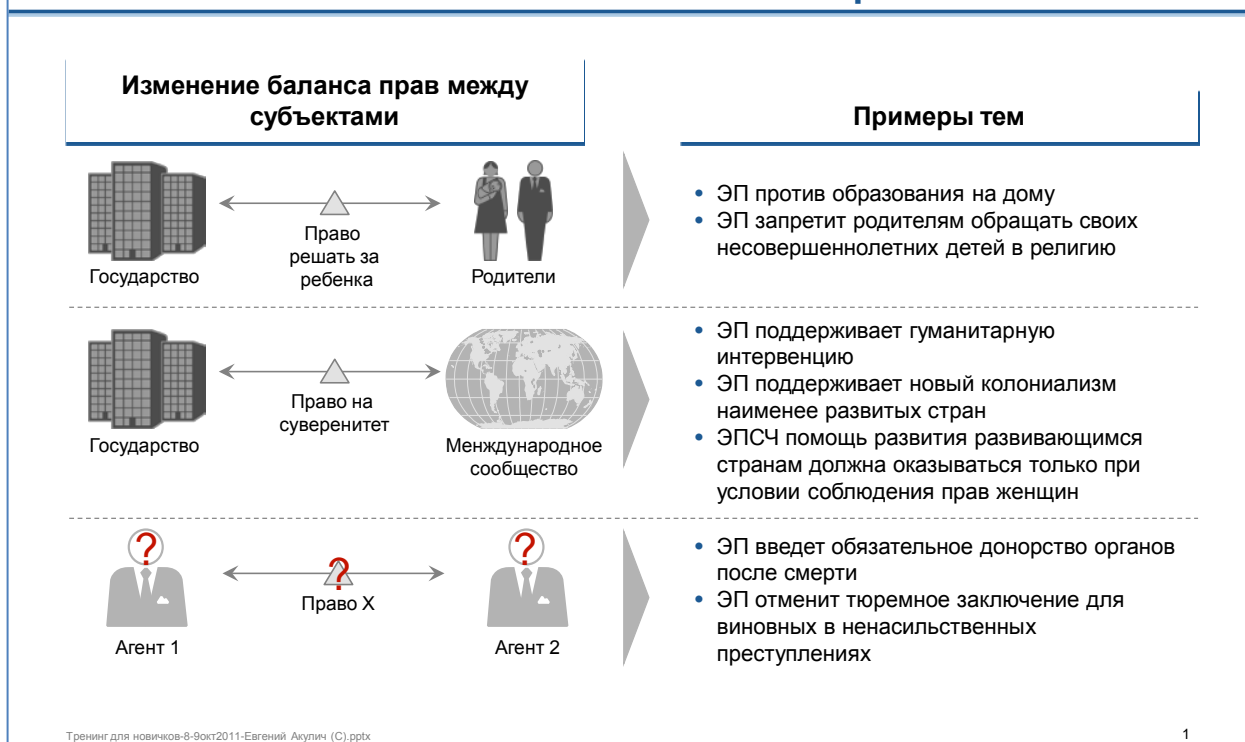 Изменение баланса прав между
субъектами
Примеры тем
Государство
Право
решать за
ребенка
Родители
• ЭП против образования на дому
• ЭП запретит родителям обращать своих
несовершеннолетних детей в религию
Государство
Право на
суверенитет
Менждународное
сообщество
• ЭП поддерживает гуманитарную
интервенцию
• ЭП поддерживает новый колониализм
наименее развитых стран
• ЭПСЧ помощь развития развивающимся
странам должна оказываться только при
условии соблюдения прав женщин
?
Агент 1
?
Право X
?
Агент 2
• ЭП введет обязательное донорство органов
после смерти
• ЭП отменит тюремное заключение для
виновных в ненасильственных
преступлениях
Тренинг для новичков-8-9окт2011-Евгений Акулич (C).pptx
1